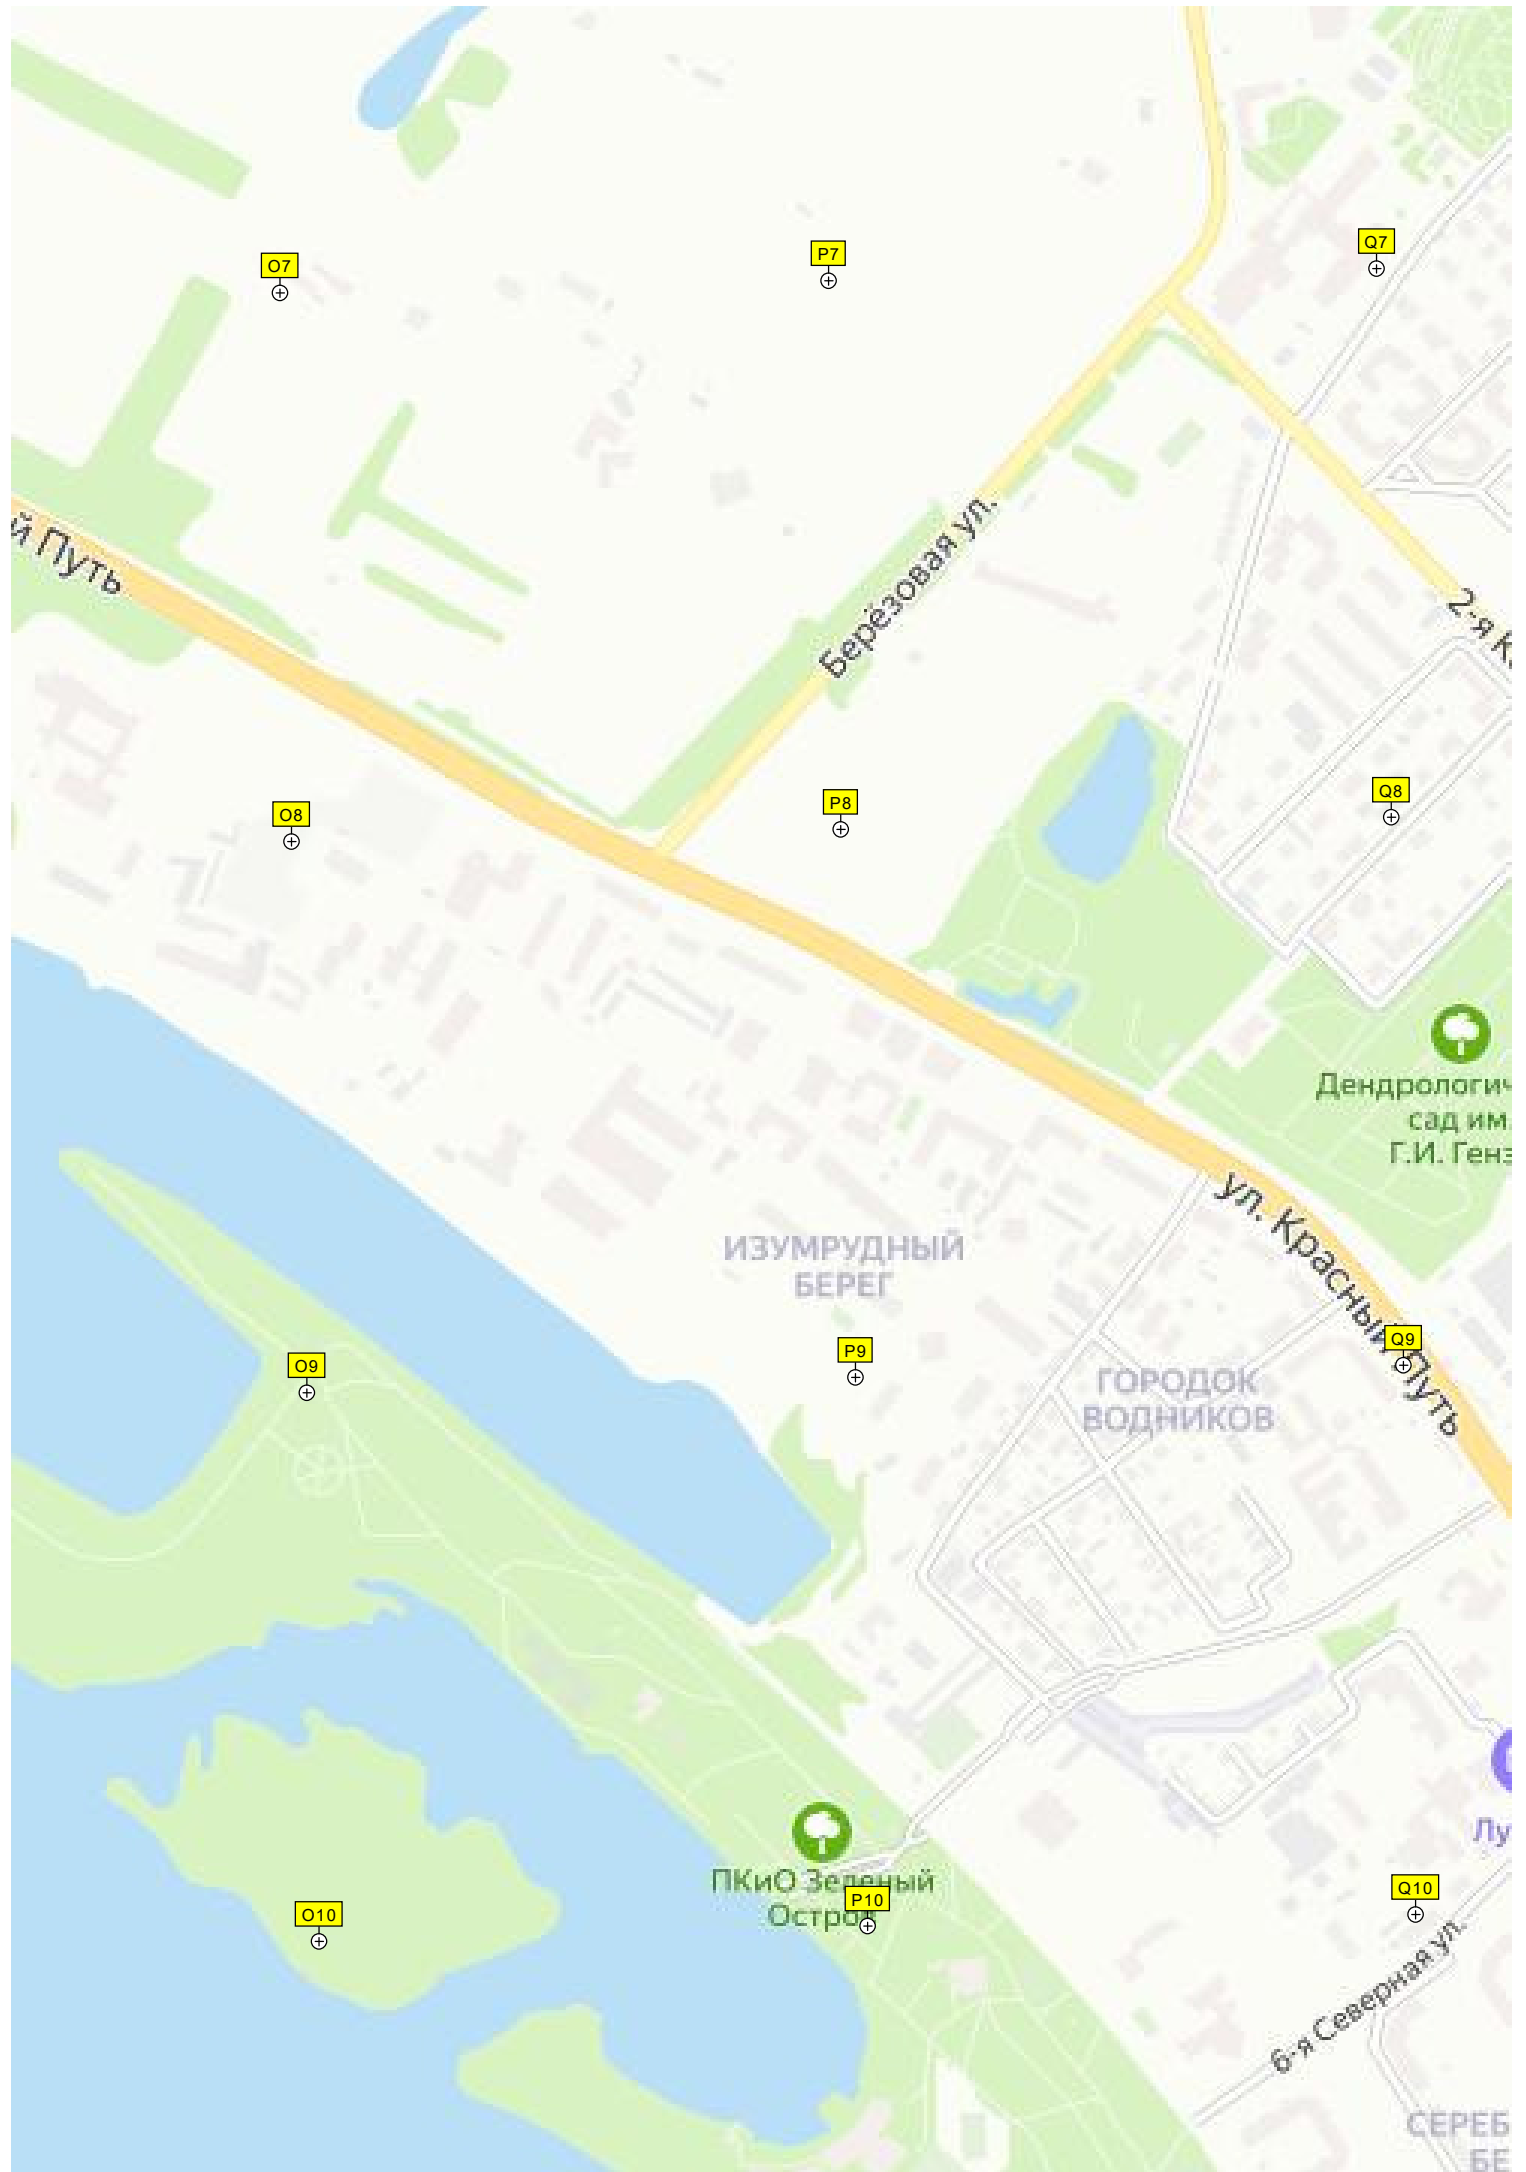 P7
Q7
O7
й Путь
Берёзовая ул.
2-я К
Q8
P8
O8
Дендрологич
сад им.
Г.И. Генз
ул. Красный Путь
ИЗУМРУДНЫЙ
БЕРЕГ
Q9
P9
O9
ГОРОДОК
ВОДНИКОВ
Лу
ПКиО Зеленый
Остров
P10
Q10
O10
6-я Северная ул.
СЕРЕБ
БЕ